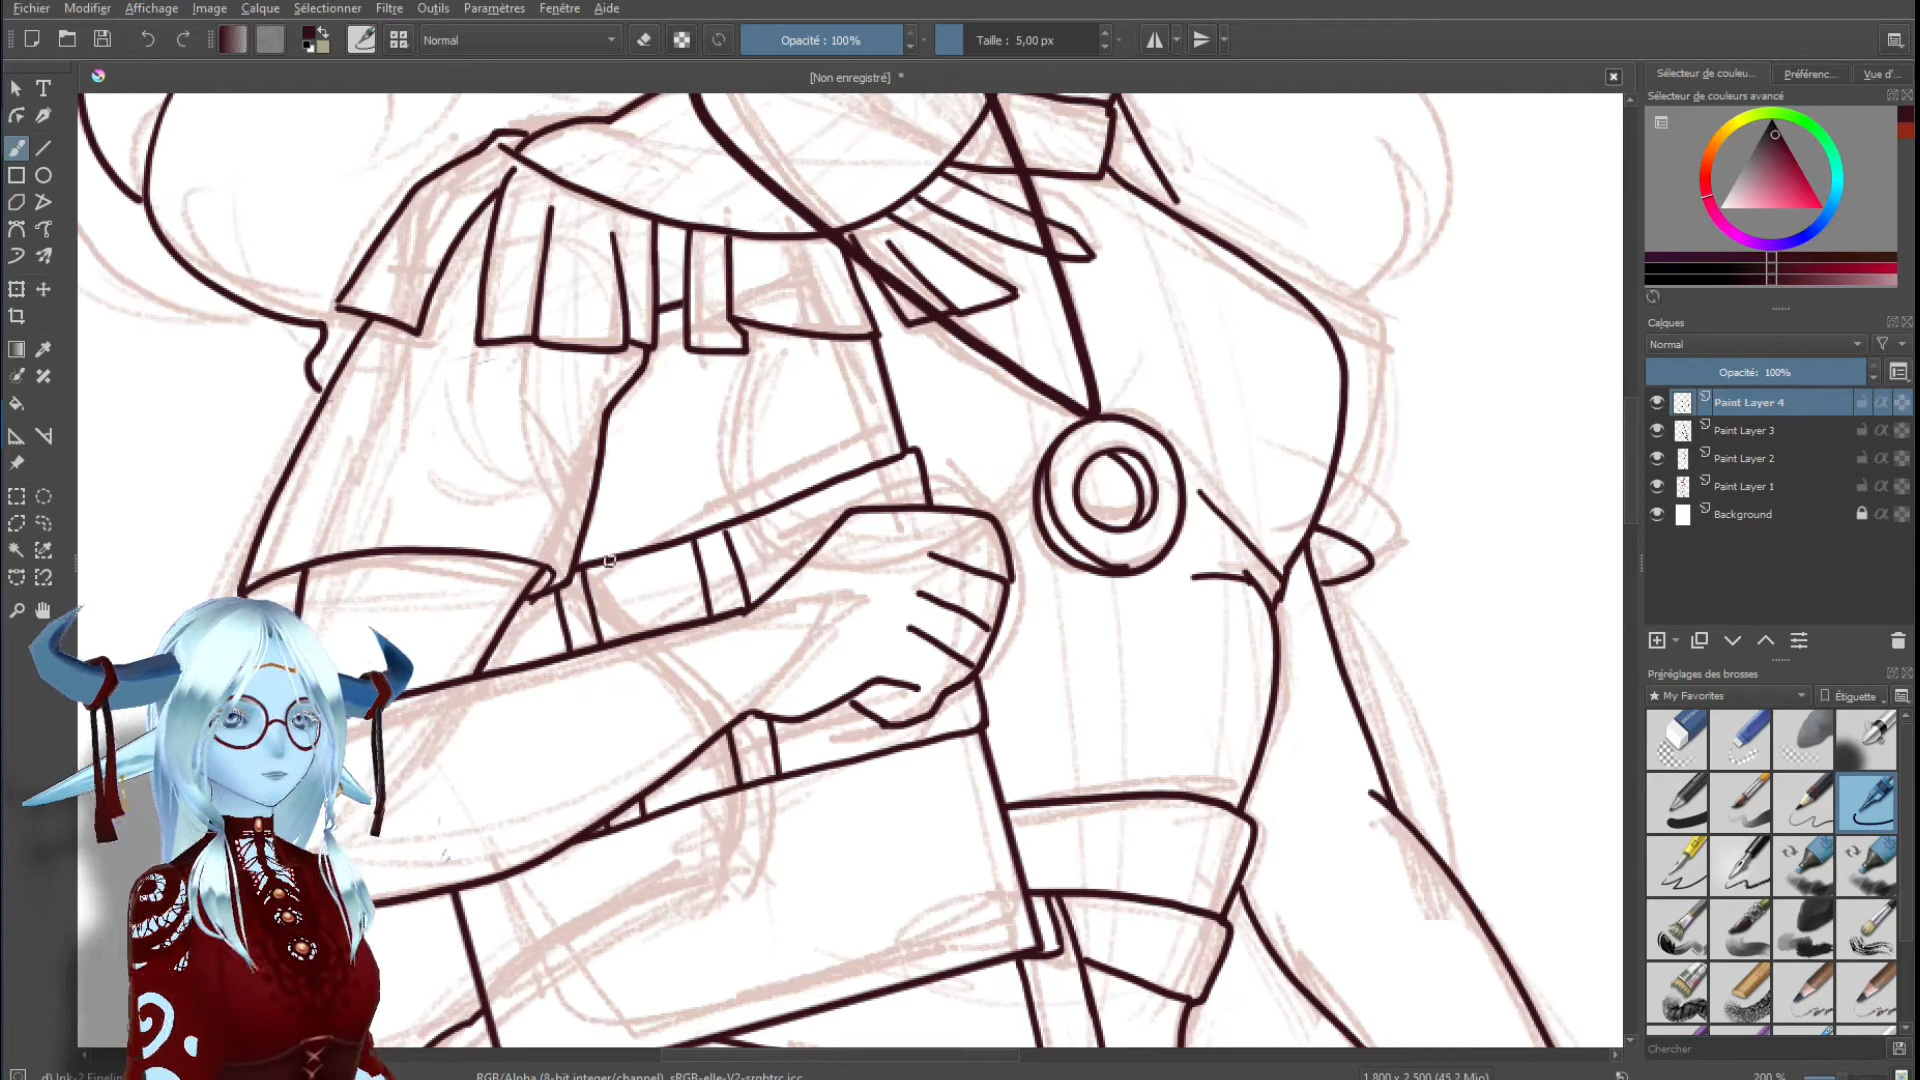 Fichier Modifier Affichage Image Calque Sélectionner Filtre Outils Paramètres Fenêtre Aide
Normal Opacité : 100% Taille : 5,00 px
[Non enregistré] *
Sélecteur de couleu... Préférenc... Vue d'...
Sélecteur de couleurs avancé
Calques
Normal
Opacité: 100%
Paint Layer 4
Paint Layer 3
Paint Layer 2
Paint Layer 1
Background
Préréglages des brosses
★ My Favorites Étiquette
Chercher
d) Ink-2 Fineliner RGB/Alpha (8-bit integer/channel) sRGB-elle-V2-srgbtrc.icc 1 800 x 2 500 (45,2 Mio) 200 %